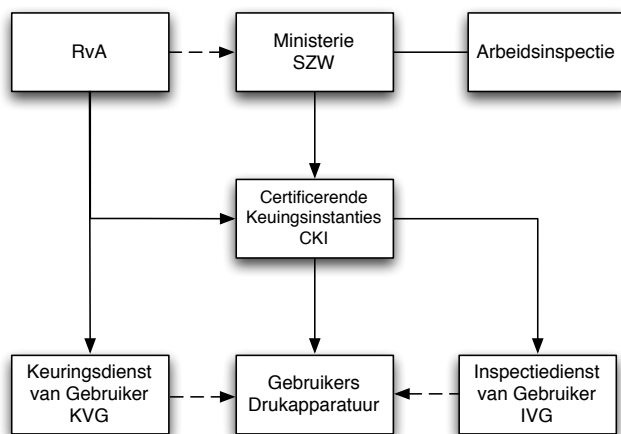 RvA
Ministerie
SZW
Arbeidsinspectie
Certificerende
Keuingsinstanties
CKI
Keuringsdienst
van Gebruiker
KVG
Gebruikers
Drukapparatuur
Inspectiedienst
van Gebruiker
IVG